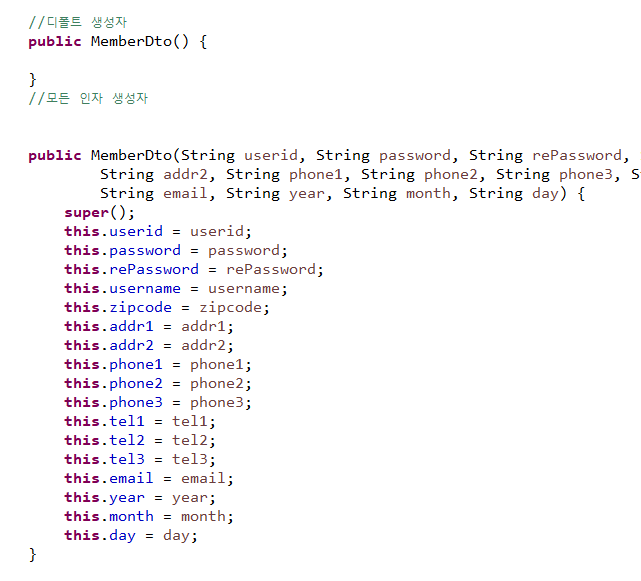 //디폴트 생성자
public MemberDto() {
}
//모든 인자 생성자
public MemberDto(String userid, String password, String rePassword,
String addr2, String phone1, String phone2, String phone3,
String email, String year, String month, String day) {
super();
this.userid = userid;
this.password = password;
this.rePassword = rePassword;
this.username = username;
this.zipcode = zipcode;
this.addr1 = addr1;
this.addr2 = addr2;
this.phone1 = phone1;
this.phone2 = phone2;
this.phone3 = phone3;
this.tel1 = tel1;
this.tel2 = tel2;
this.tel3 = tel3;
this.email = email;
this.year = year;
this.month = month;
this.day = day;
}